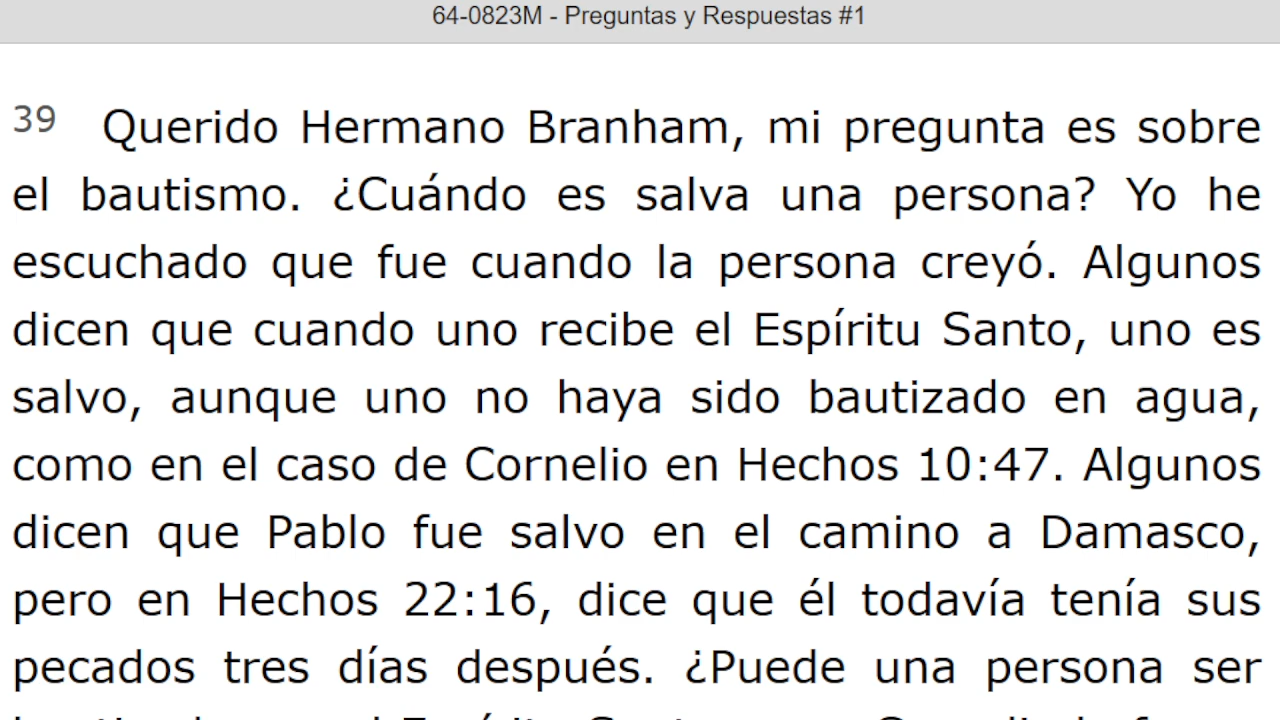 64-0823M - Preguntas y Respuestas #1
39 Querido Hermano Branham, mi pregunta es sobre
el bautismo. ¿Cuándo es salva una persona? Yo he
escuchado que fue cuando la persona creyó. Algunos
dicen que cuando uno recibe el Espíritu Santo, uno es
salvo, aunque uno no haya sido bautizado en agua,
como en el caso de Cornelio en Hechos 10:47. Algunos
dicen que Pablo fue salvo en el camino a Damasco,
pero en Hechos 22:16, dice que él todavía tenía sus
pecados tres días después. ¿Puede una persona ser